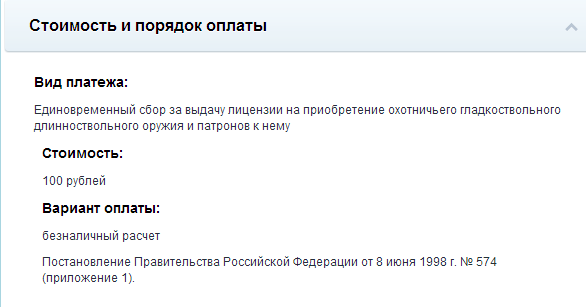 Стоимость и порядок оплаты
Вид платежа:
Единовременный сбор за выдачу лицензии на приобретение охотничьего гладкоствольного
длинноствольного оружия и патронов к нему
Стоимость:
100 рублей
Вариант оплаты:
безналичный расчет
Постановление Правительства Российской Федерации от 8 июня 1998 г. № 574
(приложение 1).